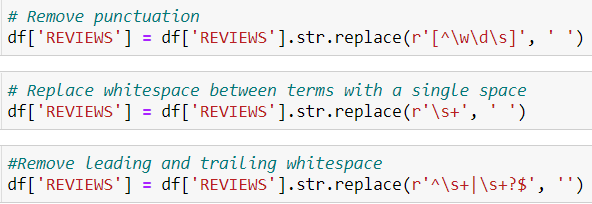 # Remove punctuation
df['REVIEWS'] = df['REVIEWS'].str.replace(r'[^\w\d\s]', ' ')
# Replace whitespace between terms with a single space
df['REVIEWS'] = df['REVIEWS'].str.replace(r'\s+', ' ')
#Remove leading and trailing whitespace
df['REVIEWS'] = df['REVIEWS'].str.replace(r'^\s+|\s+?$', '')